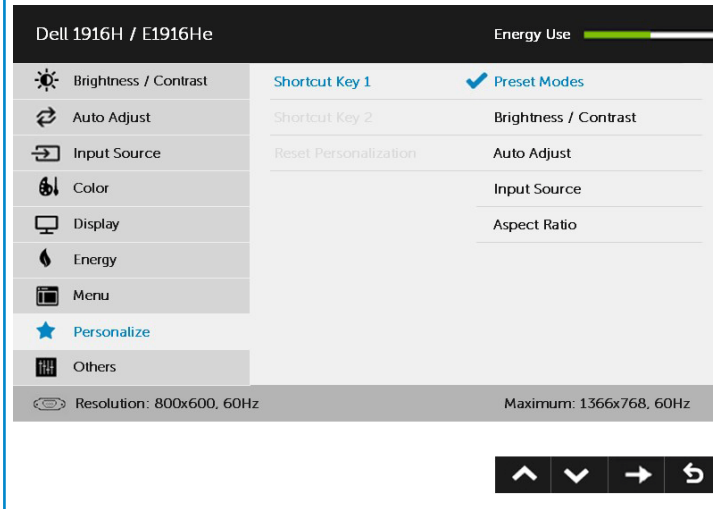 Dell 1916H / E1916He Energy Use
Brightness / Contrast Shortcut Key 1 Preset Modes
Auto Adjust Shortcut Key 2 Brightness / Contrast
Input Source Reset Personalization Auto Adjust
Color Input Source
Display Aspect Ratio
Energy
Menu
Personalize
Others
Resolution: 800x600, 60Hz Maximum: 1366x768, 60Hz